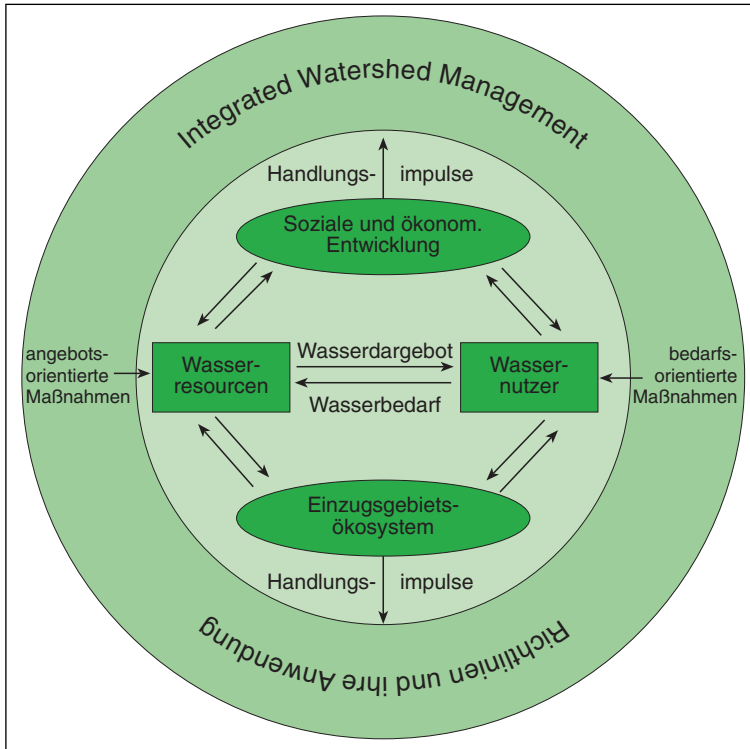 Integrated Watershed Management
Handlungs- impulse
Soziale und ökonom.
Entwicklung
angebots-
orientierte
Maßnahmen
Wasser-
resourcen
Wasserdargebot
Wasserbedarf
Wasser-
nutzer
bedarfs-
orientierte
Maßnahmen
Einzugsgebiets-
ökosystem
Handlungs- impulse
Richtlinien und ihre Anwendung